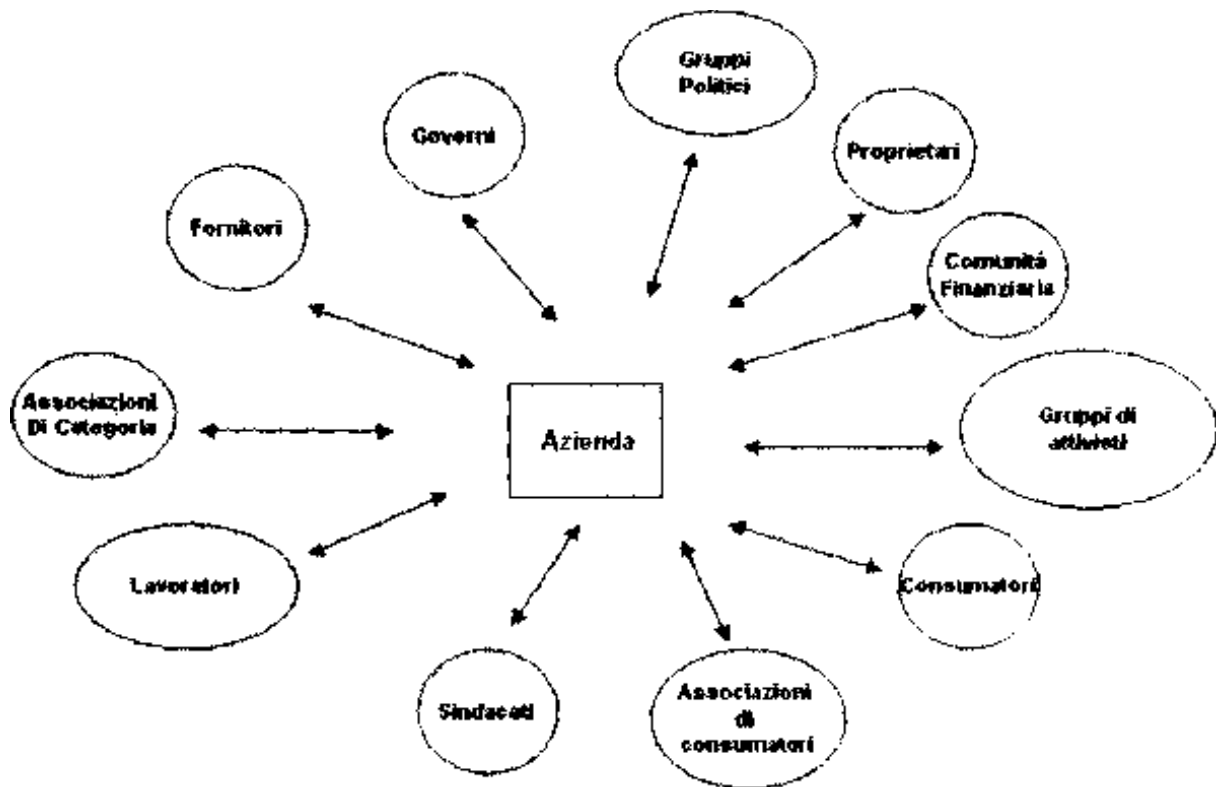 Gruppi
Politici
Governi
Proprietari
Fornitori
Comunità
Finanziaria
Associazioni
Di Categoria
Azienda
Gruppi di
attivisti
Lavoratori
Consumatori
Sindacati
Associazioni
di
consumatori